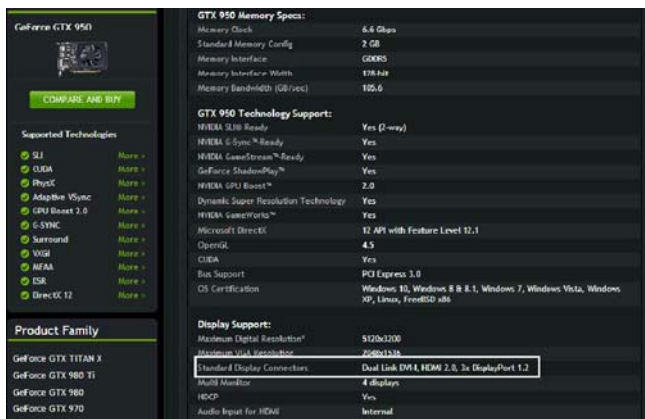 GeForce GTX 950
COMPARE AND BUY
Supported Technologies
SLI More >
CUDA More >
PhysX More >
Adaptive VSync More >
GPU Boost 2.0 More >
G-SYNC More >
Surround More >
VXGI More >
MFAA More >
DSR More >
DirectX 12 More >
Product Family
GeForce GTX TITAN X
GeForce GTX 980 Ti
GeForce GTX 980
GeForce GTX 970
GTX 950 Memory Specs:
Memory Clock 6.6 Gbps
Standard Memory Config 2 GB
Memory Interface GDDR5
Memory Interface Width 128-bit
Memory Bandwidth (GB/sec) 105.6
GTX 950 Technology Support:
NVIDIA SLI® Ready Yes (2-way)
NVIDIA G-Sync™-Ready Yes
NVIDIA GameStream™-Ready Yes
GeForce ShadowPlay™ Yes
NVIDIA GPU Boost™ 2.0
Dynamic Super Resolution Technology Yes
NVIDIA GameWorks™ Yes
Microsoft DirectX 12 API with Feature Level 12.1
OpenGL 4.5
CUDA Yes
Bus Support PCI Express 3.0
OS Certification Windows 10, Windows 8 & 8.1, Windows 7, Windows Vista, Windows
XP, Linux, FreeBSD x86
Display Support:
Maximum Digital Resolution* 5120x3200
Maximum VGA Resolution 2048x1536
Standard Display Connectors Dual Link DVI-I, HDMI 2.0, 3x DisplayPort 1.2
Multi Monitor 4 displays
HDCP Yes
Audio Input for HDMI Internal